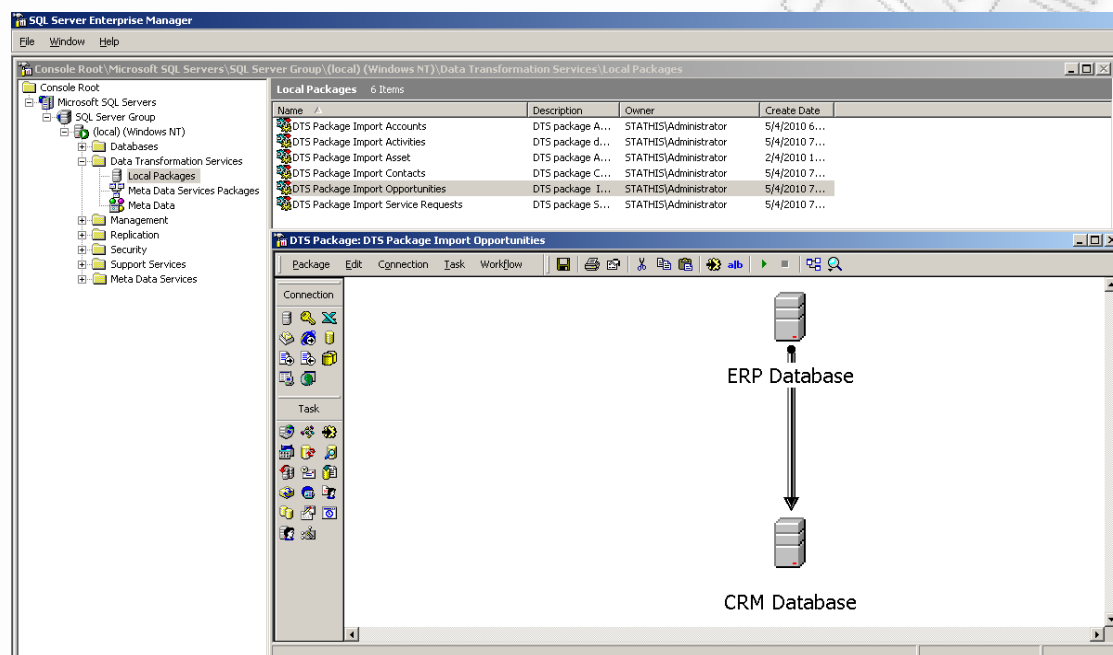 SQL Server Enterprise Manager
File Window Help
Console Root\Microsoft SQL Servers\SQL Server Group\(local) (Windows NT)\Data Transformation Services\Local Packages
Console Root
Microsoft SQL Servers
SQL Server Group
(local) (Windows NT)
Databases
Data Transformation Services
Local Packages
Meta Data Services Packages
Meta Data
Management
Replication
Security
Support Services
Meta Data Services
Local Packages 6 Items
Name Description Owner Create Date
DTS Package Import Accounts DTS package A... STATHIS\Administrator 5/4/2010 6...
DTS Package Import Activities DTS package d... STATHIS\Administrator 5/4/2010 7...
DTS Package Import Asset DTS package A... STATHIS\Administrator 2/4/2010 1...
DTS Package Import Contacts DTS package C... STATHIS\Administrator 5/4/2010 7...
DTS Package Import Opportunities DTS package I... STATHIS\Administrator 5/4/2010 7...
DTS Package Import Service Requests DTS package S... STATHIS\Administrator 5/4/2010 7...
DTS Package: DTS Package Import Opportunities
Package Edit Connection Task Workflow a|b
Connection
Task
ERP Database
CRM Database